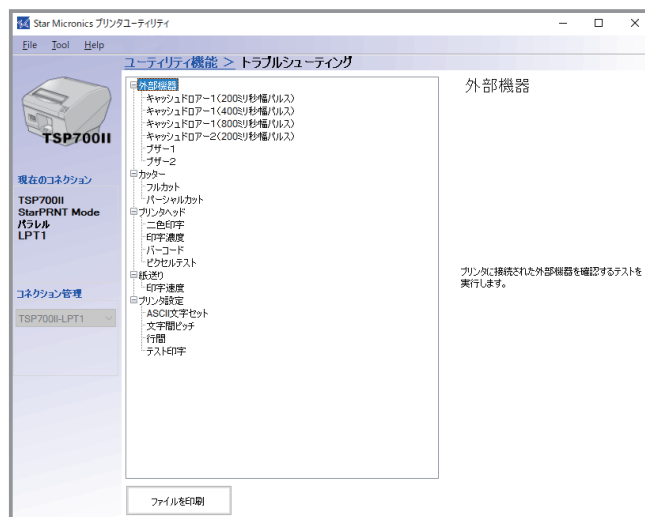 Star Micronics プリンタユーティリティ
File Tool Help
ユーティリティ機能 > トラブルシューティング
TSP700II
現在のコネクション
TSP700II
StarPRNT Mode
パラレル
LPT1
コネクション管理
TSP700II-LPT1
外部機器
キャッシュドロアー1(200ミリ秒幅パルス)
キャッシュドロアー1(400ミリ秒幅パルス)
キャッシュドロアー1(800ミリ秒幅パルス)
キャッシュドロアー2(200ミリ秒幅パルス)
ブザー1
ブザー2
カッター
フルカット
パーシャルカット
プリンタヘッド
二色印字
印字濃度
バーコード
ピクセルテスト
紙送り
印字速度
プリンタ設定
ASCII文字セット
文字間ピッチ
行間
テスト印字
ファイルを印刷
外部機器
プリンタに接続された外部機器を確認するテストを
実行します。